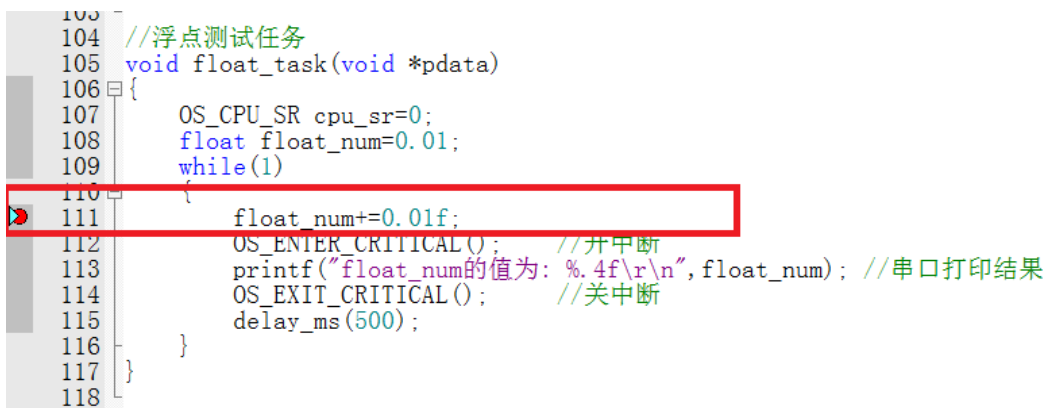 103
104 //浮点测试任务
105 void float_task(void *pdata)
106 {
107 OS_CPU_SR cpu_sr=0;
108 float float_num=0.01;
109 while(1)
110 {
111 float_num+=0.01f;
112 OS_ENTER_CRITICAL(); //开中断
113 printf("float_num的值为: %.4f\r\n",float_num); //串口打印结果
114 OS_EXIT_CRITICAL(); //关中断
115 delay_ms(500);
116 }
117 }
118